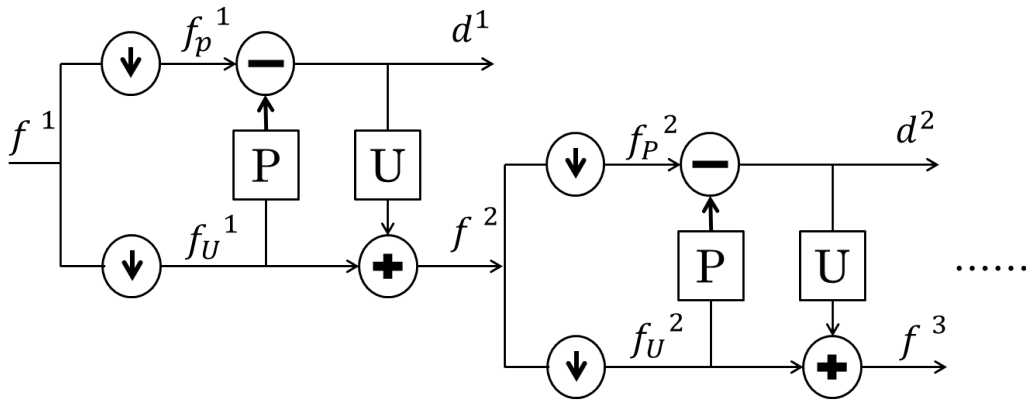 f_p^1
d^1
f^1
P
U
f_U^1
f^2
f_P^2
d^2
P
U
f_U^2
f^3
......